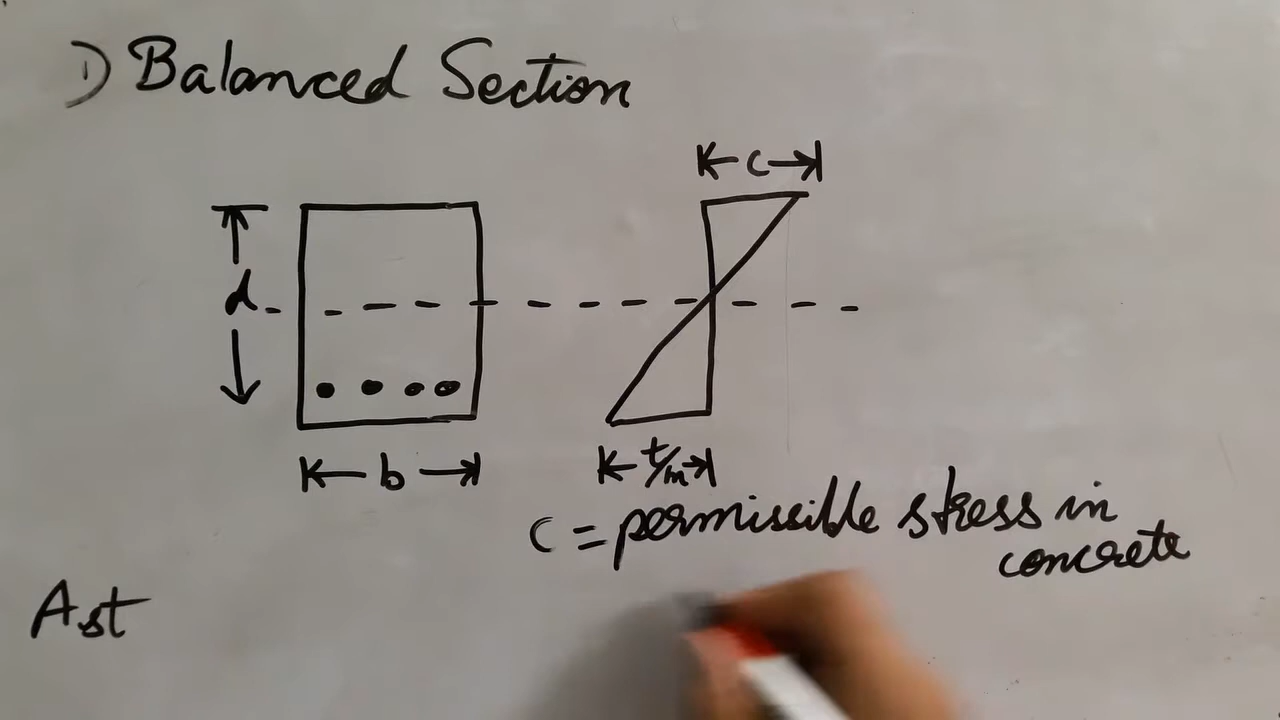 1) Balanced Section
c
d
b
t/m
c = permissible stress in
concrete
Ast